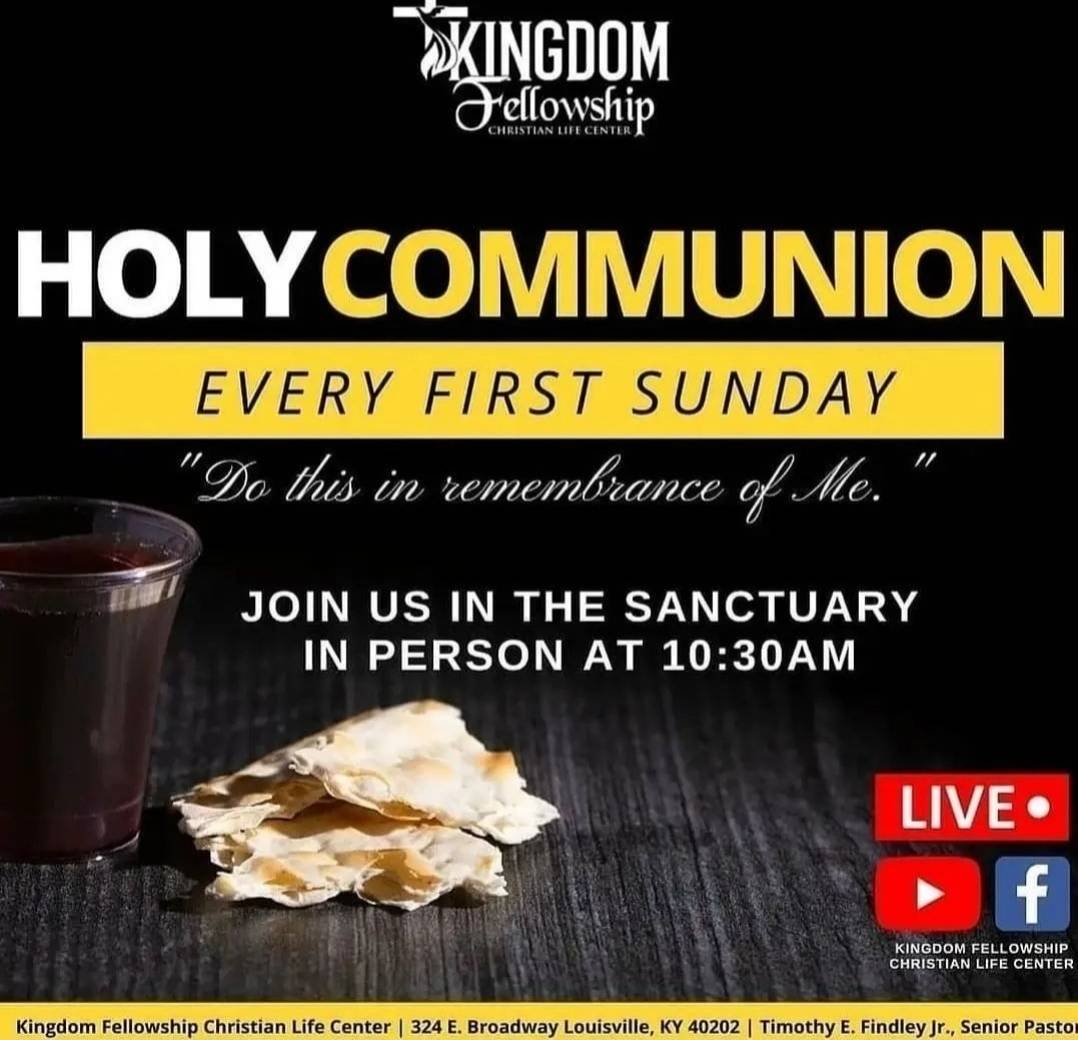 KINGDOM
Fellowship
CHRISTIAN LIFE CENTER
HOLY COMMUNION
EVERY FIRST SUNDAY
"Do this in remembrance of Me. "
JOIN US IN THE SANCTUARY
IN PERSON AT 10:30AM
LIVE
f
KINGDOM FELLOWSHIP
CHRISTIAN LIFE CENTER
Kingdom Fellowship Christian Life Center | 324 E. Broadway Louisville, KY 40202 | Timothy E. Findley Jr., Senior Pastor